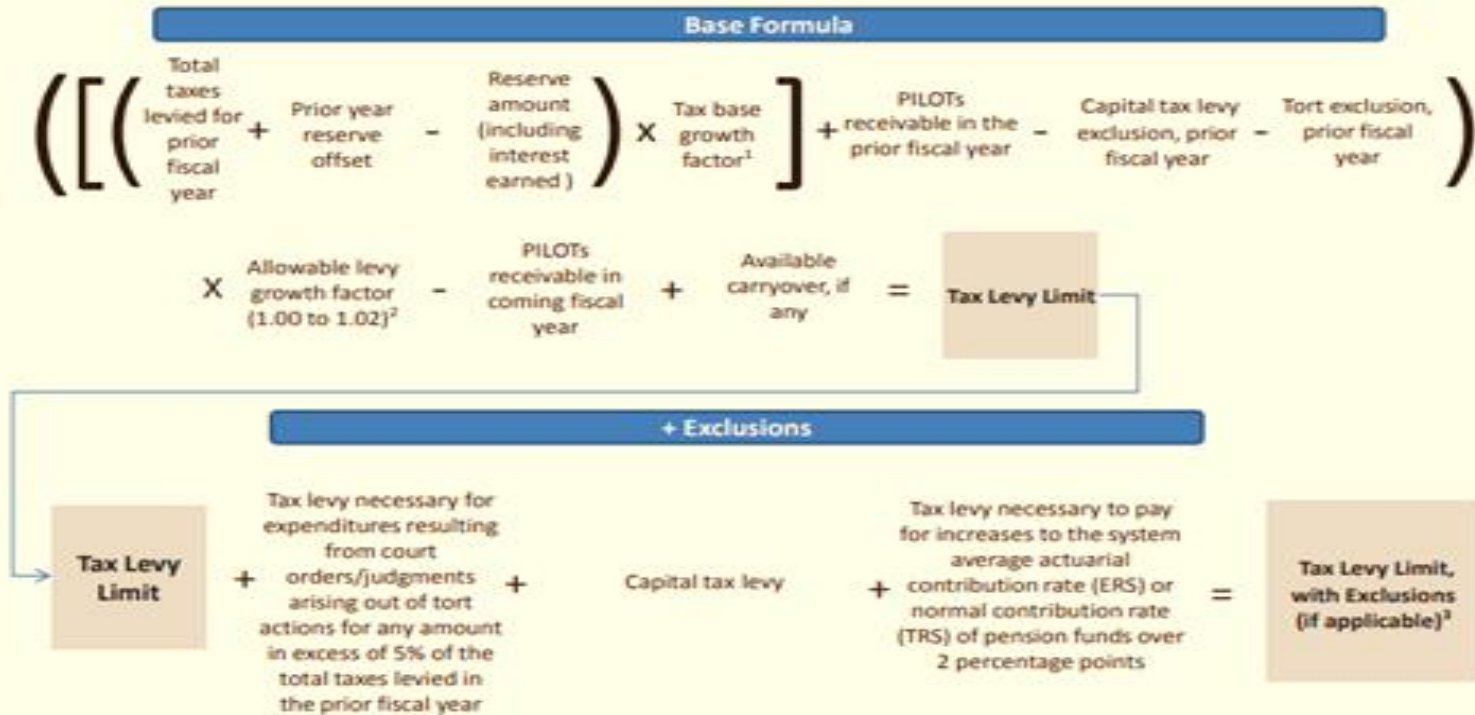 Base Formula
( [ ( Total taxes levied for prior fiscal year + Prior year reserve offset - Reserve amount (including interest earned ) ) X Tax base growth factor¹ ] + PILOTs receivable in the prior fiscal year - Capital tax levy exclusion, prior fiscal year - Tort exclusion, prior fiscal year )
X Allowable levy growth factor (1.00 to 1.02)² - PILOTs receivable in coming fiscal year + Available carryover, if any = Tax Levy Limit
+ Exclusions
Tax Levy Limit + Tax levy necessary for expenditures resulting from court orders/judgments arising out of tort actions for any amount in excess of 5% of the total taxes levied in the prior fiscal year + Capital tax levy + Tax levy necessary to pay for increases to the system average actuarial contribution rate (ERS) or normal contribution rate (TRS) of pension funds over 2 percentage points = Tax Levy Limit, with Exclusions (if applicable)³